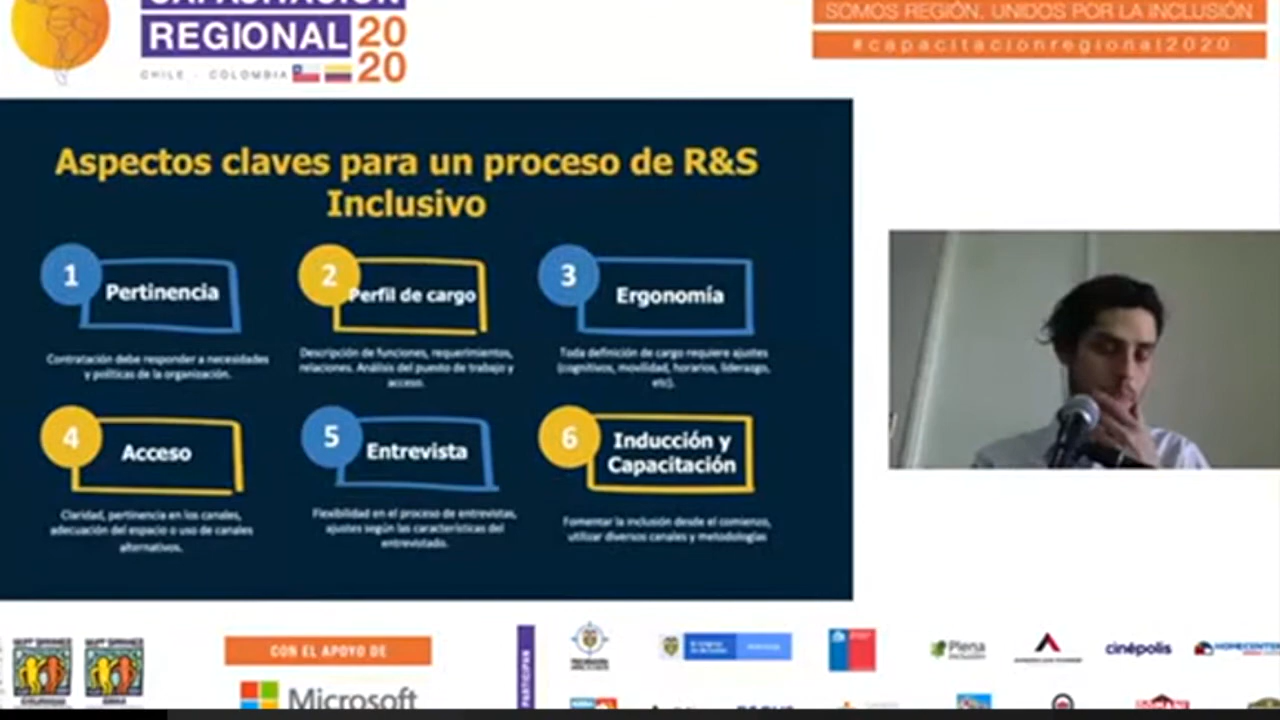 CAPACITACIÓN
REGIONAL 20
20
CHILE - COLOMBIA
SOMOS REGIÓN, UNIDOS POR LA INCLUSIÓN
#capacitacionregional2020
Aspectos claves para un proceso de R&S
Inclusivo
1
Pertinencia
Contratación debe responder a necesidades
y políticas de la organización.
2
Perfil de cargo
Descripción de funciones, requerimientos,
relaciones. Análisis del puesto de trabajo y
acceso.
3
Ergonomía
Toda definición de cargo requiere ajustes
(cognitivos, movilidad, horarios, liderazgo,
etc).
4
Acceso
Claridad, pertinencia en los canales,
adecuación del espacio o uso de canales
alternativos.
5
Entrevista
Flexibilidad en el proceso de entrevistas,
ajustes según las características del
entrevistado.
6
Inducción y
Capacitación
Fomentar la inclusión desde el comienzo,
utilizar diversos canales y metodologías
CON EL APOYO DE
Microsoft
PARTICIPAN
Plena
inclusión
cinépolis
HOMECENTER